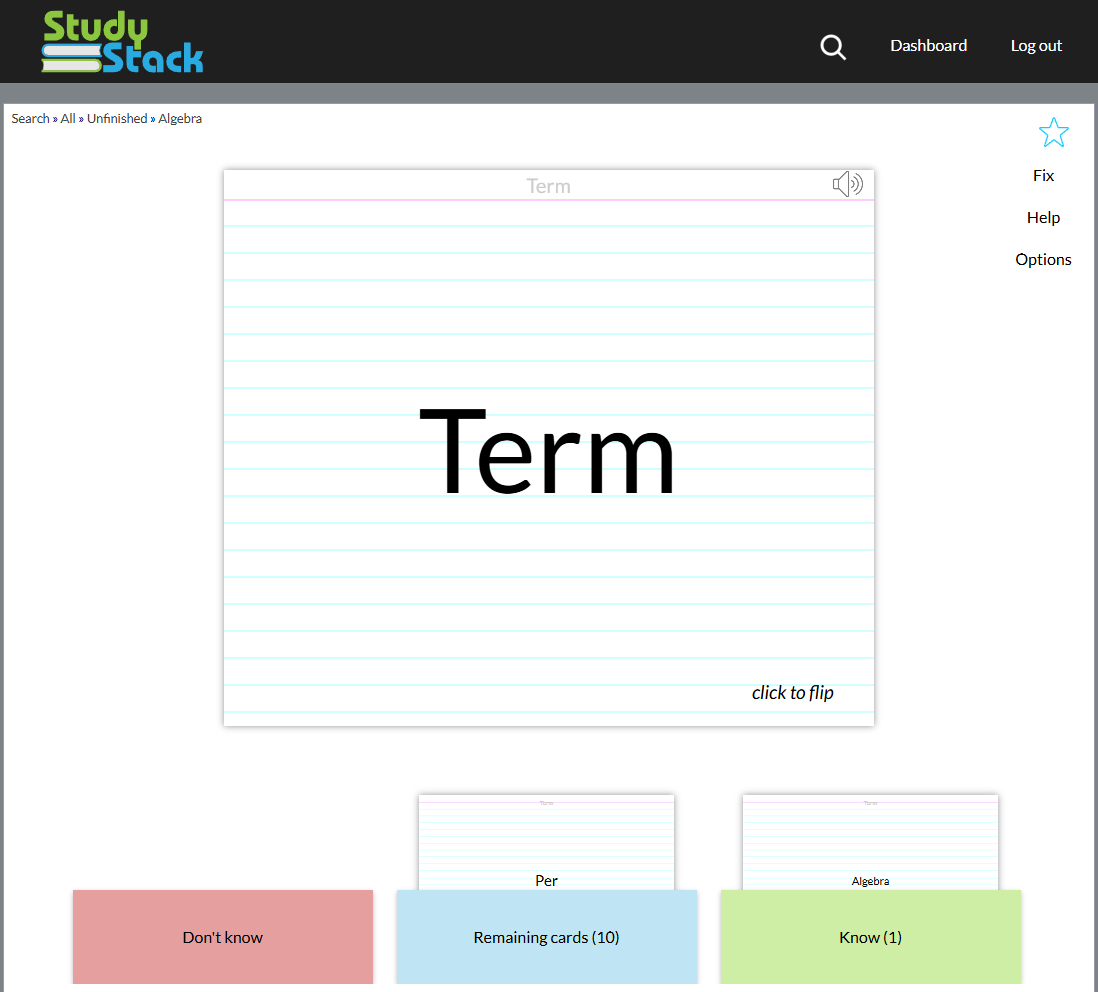 Study
Stack
Dashboard
Log out
Search » All » Unfinished » Algebra
Fix
Help
Options
Term
Term
click to flip
Term
Per
Term
Algebra
Don't know
Remaining cards (10)
Know (1)